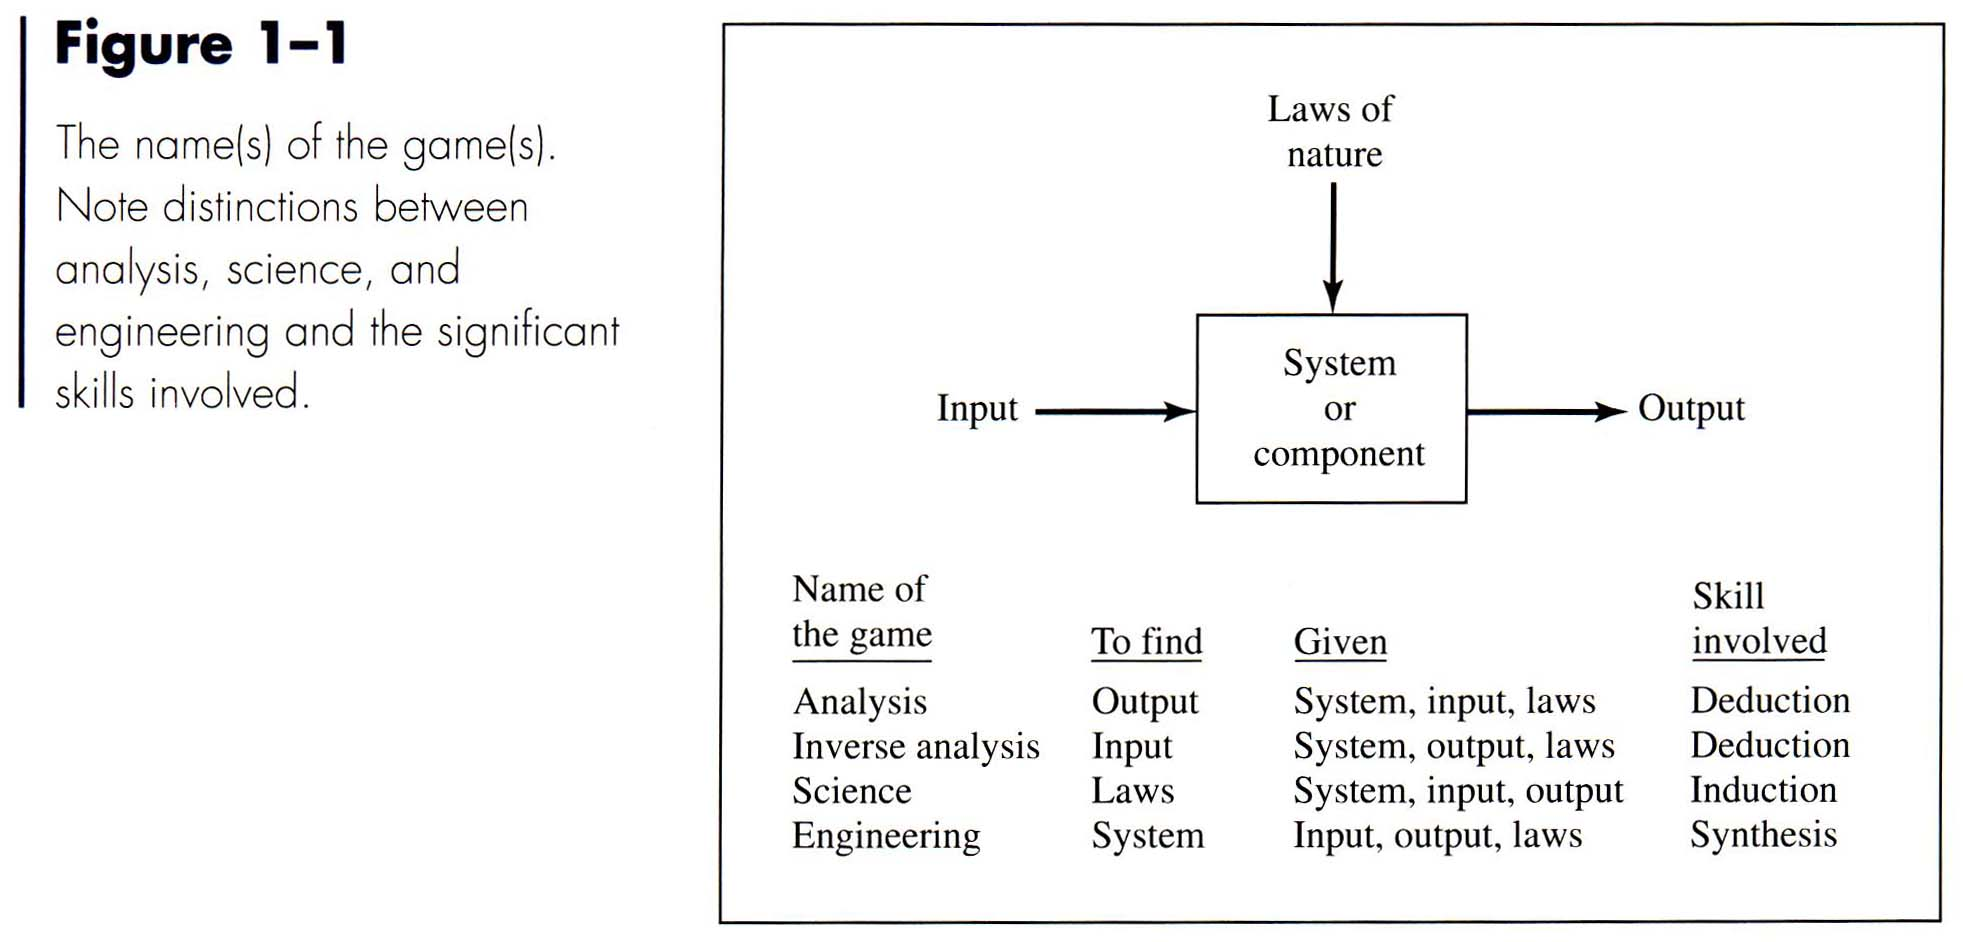 Figure 1–1
The name(s) of the game(s).
Note distinctions between
analysis, science, and
engineering and the significant
skills involved.
Laws of
nature
Input
System
or
component
Output
Name of
the game To find Given Skill
involved
Analysis Output System, input, laws Deduction
Inverse analysis Input System, output, laws Deduction
Science Laws System, input, output Induction
Engineering System Input, output, laws Synthesis